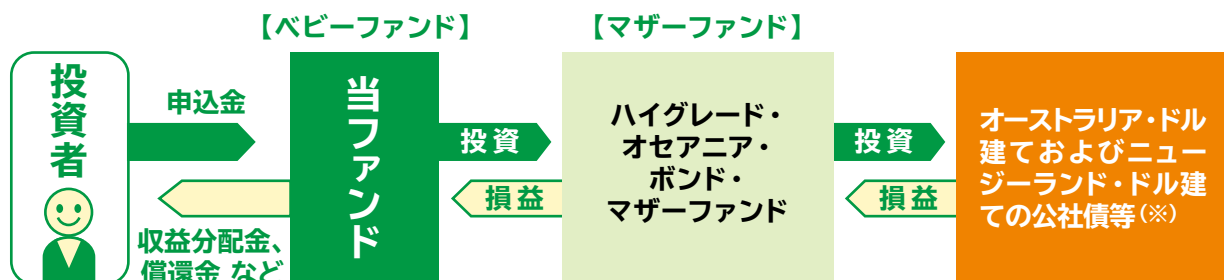 【ベビーファンド】
【マザーファンド】
投資者
申込金
収益分配金、
償還金 など
当ファンド
投資
損益
ハイグレード・
オセアニア・
ボンド・
マザーファンド
投資
損益
オーストラリア・ドル
建ておよびニュー
ジーランド・ドル建
ての公社債等(※)